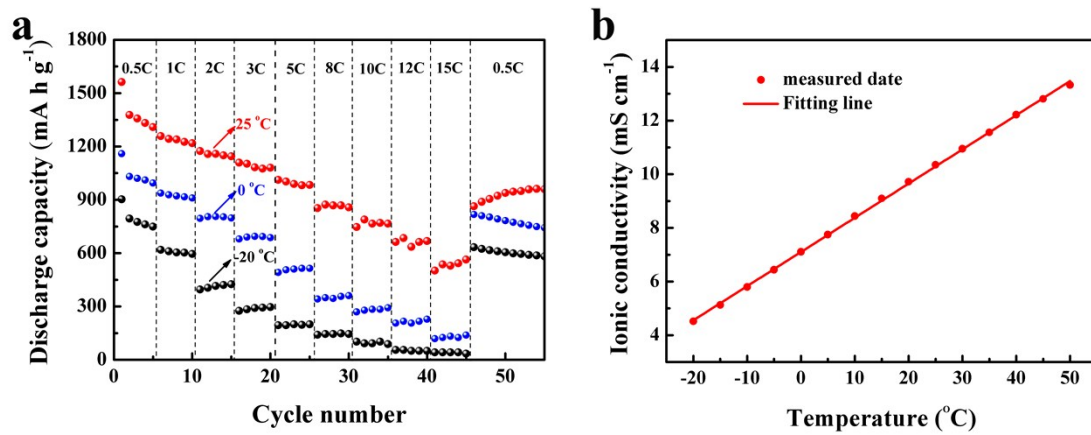 a
Discharge capacity (mA h g⁻¹)
1800
1500
1200
900
600
300
0
0.5C 1C 2C 3C 5C 8C 10C 12C 15C 0.5C
25 °C
0 °C
-20 °C
0 10 20 30 40 50
Cycle number
b
Ionic conductivity (mS cm⁻¹)
14
12
10
8
6
4
measured date
Fitting line
-20 -10 0 10 20 30 40 50
Temperature (°C)